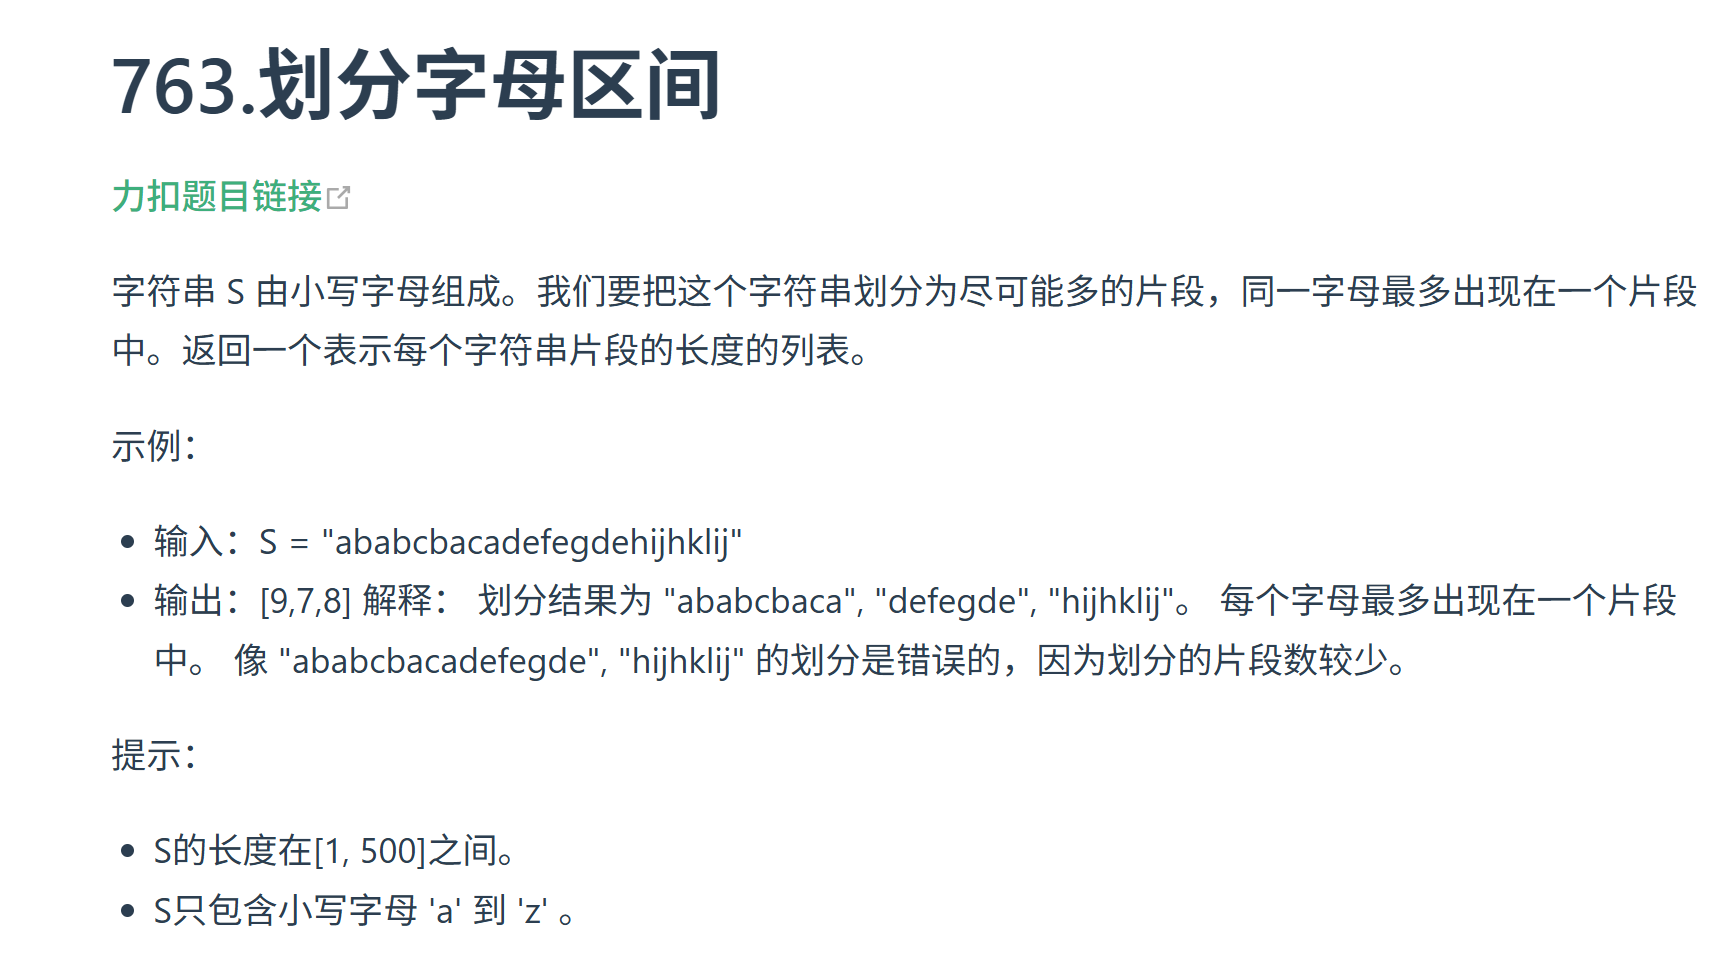 763.划分字母区间
力扣题目链接
字符串 S 由小写字母组成。我们要把这个字符串划分为尽可能多的片段，同一字母最多出现在一个片段
中。返回一个表示每个字符串片段的长度的列表。
示例：
• 输入：S = "ababcbacadefegdehijhklij"
• 输出：[9,7,8] 解释： 划分结果为 "ababcbaca", "defegde", "hijhklij"。 每个字母最多出现在一个片段
中。 像 "ababcbacadefegde", "hijhklij" 的划分是错误的，因为划分的片段数较少。
提示：
• S的长度在[1, 500]之间。
• S只包含小写字母 'a' 到 'z' 。